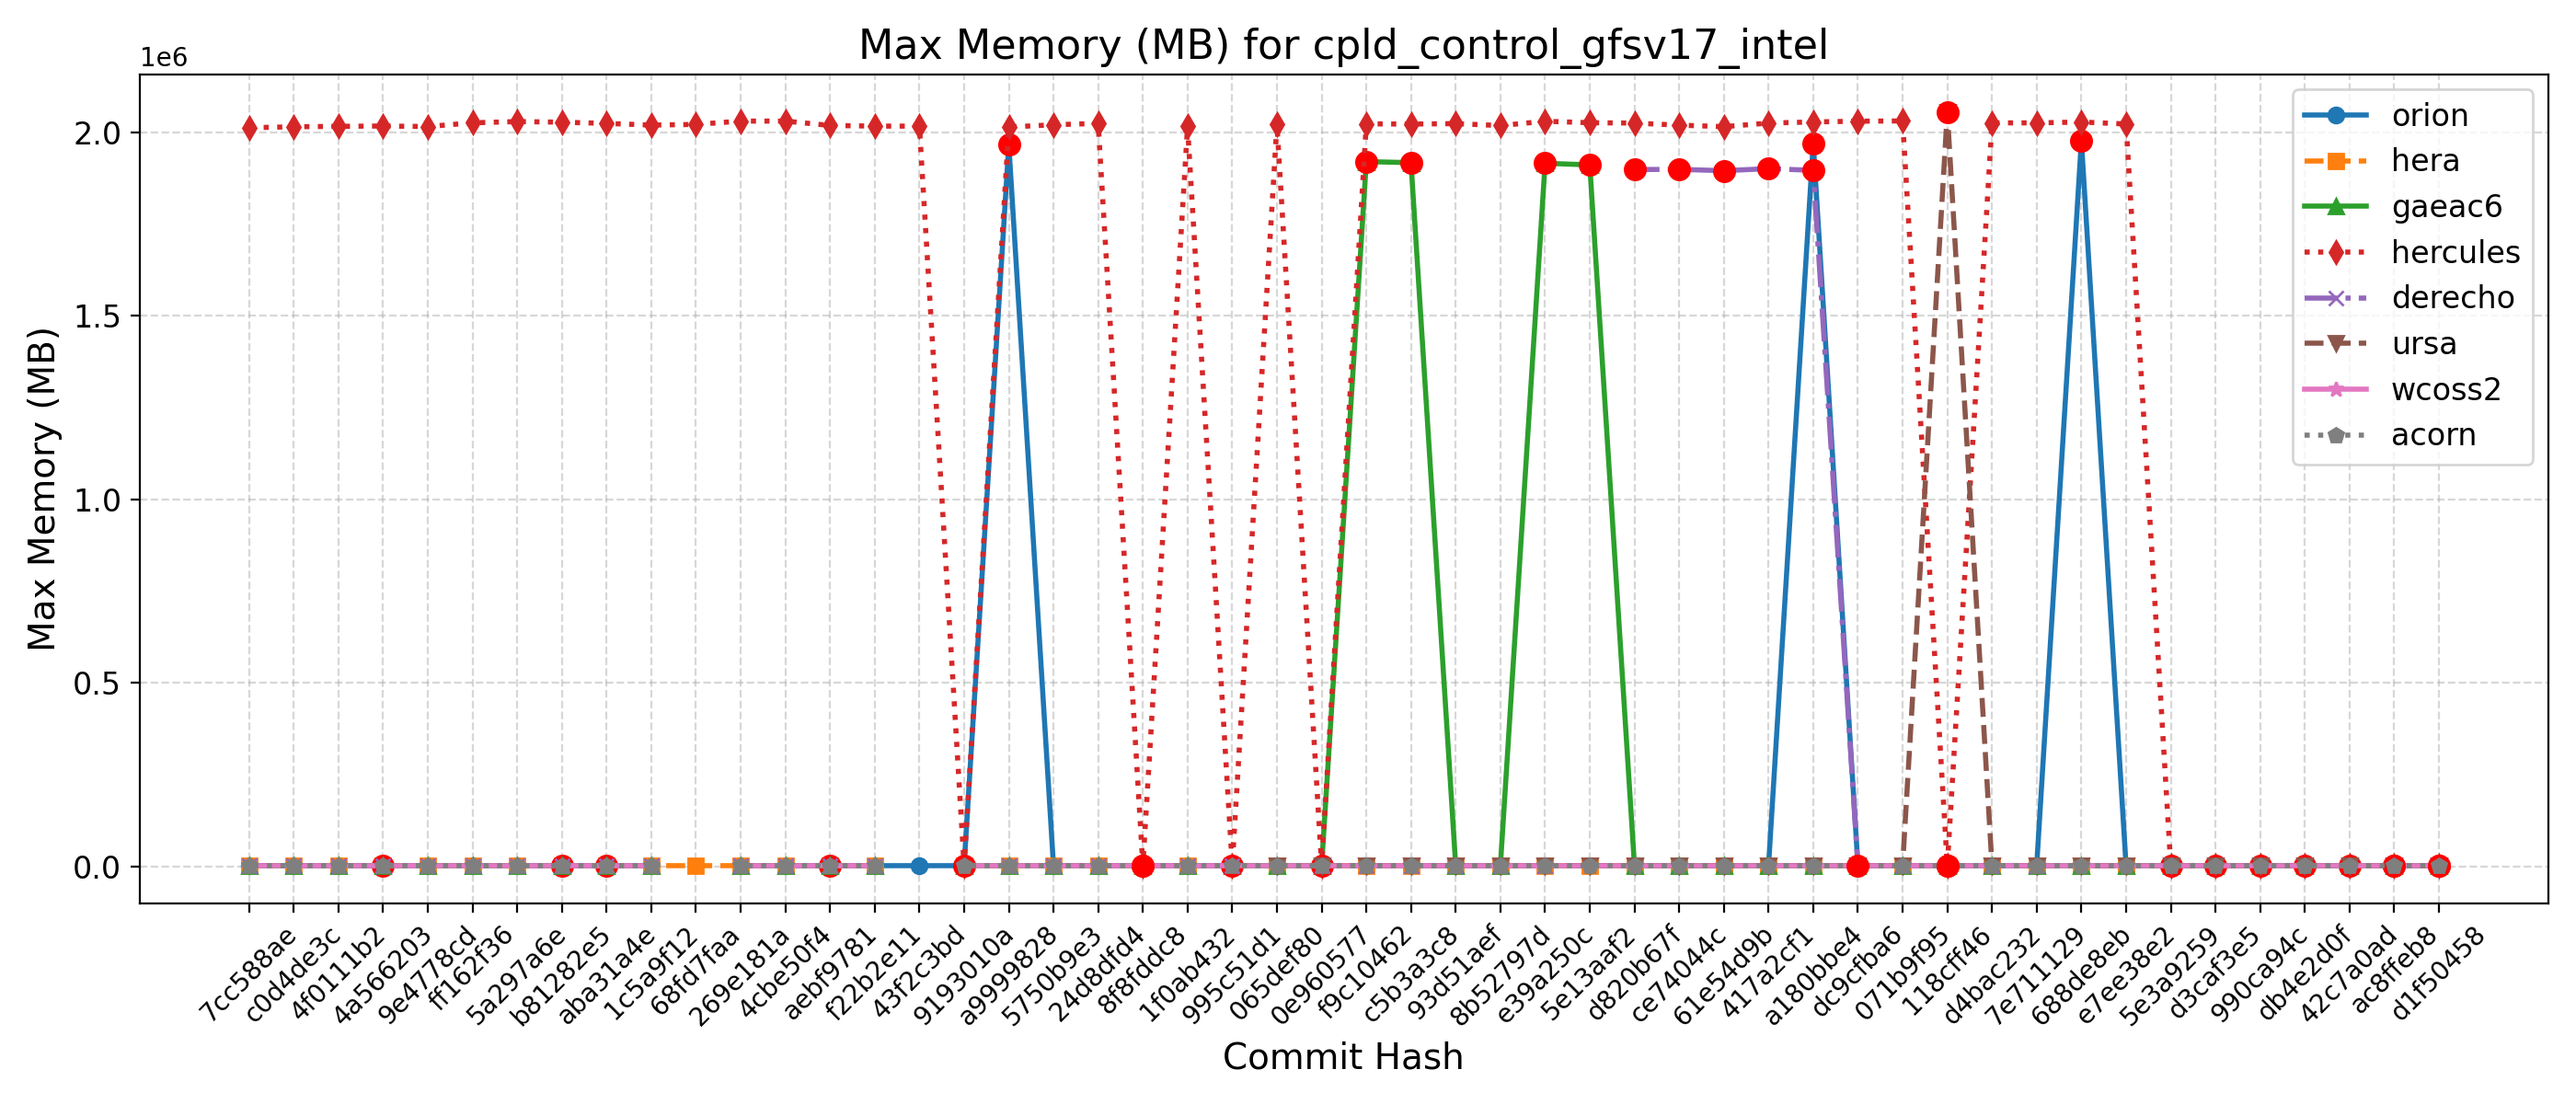 Max Memory (MB) for cpld_control_gfsv17_intel
1e6
2.0
1.5
1.0
0.5
0.0
Max Memory (MB)
orion
hera
gaeac6
hercules
derecho
ursa
wcoss2
acorn
7cc588ae
c0d4de3c
4f0111b2
4a566203
9e4778cd
ff162f36
5a297a6e
b81282e5
aba31a4e
1c5a9f12
68fd7faa
269e181a
4cbe50f4
aebf9781
f22b2e11
43f2c3bd
9193010a
a9999828
5750b9e3
24d8dfd4
8f8fddc8
1f0ab432
995c51d1
065def80
0e960577
f9c10462
c5b3a3c8
93d51aef
8b52797d
e39a250c
5e13aaf2
d820b67f
ce74044c
61e54d9b
417a2cf1
a180bbe4
dc9cfba6
071b9f95
118cff46
d4bac232
7e711129
688de8eb
e7ee38e2
5e3a9259
d3caf3e5
990ca94c
db4e2d0f
42c7a0ad
ac8ffeb8
d1f50458
Commit Hash